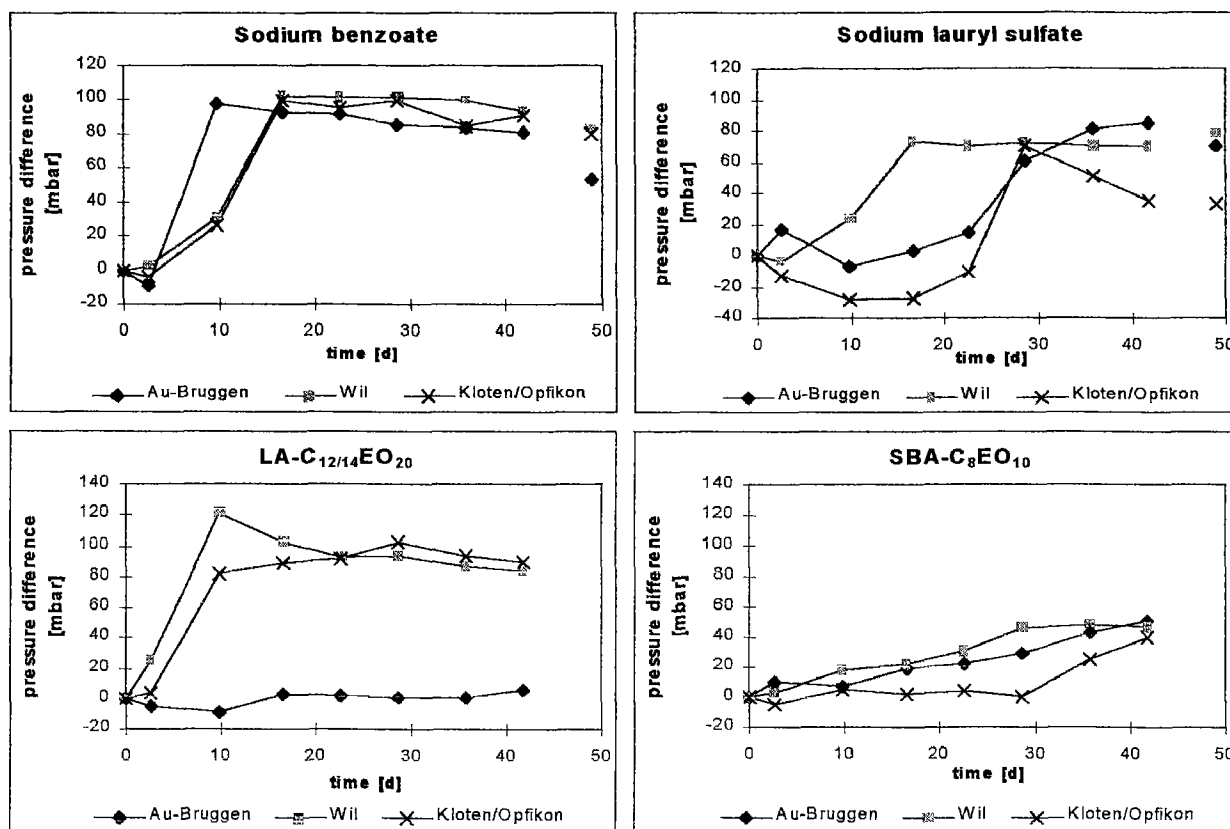 Sodium benzoate
pressure difference
[mbar]
120
100
80
60
40
20
0
-20
0 10 20 30 40 50
time [d]
Au-Bruggen Wil Kloten/Opfikon
Sodium lauryl sulfate
pressure difference
[mbar]
120
100
80
60
40
20
0
-20
-40
0 10 20 30 40 50
time [d]
Au-Bruggen Wil Kloten/Opfikon
LA-C12/14EO20
pressure difference
[mbar]
140
120
100
80
60
40
20
0
-20
0 10 20 30 40 50
time [d]
Au-Bruggen Wil Kloten/Opfikon
SBA-C8EO10
pressure difference
[mbar]
140
120
100
80
60
40
20
0
-20
0 10 20 30 40 50
time [d]
Au-Bruggen Wil Kloten/Opfikon